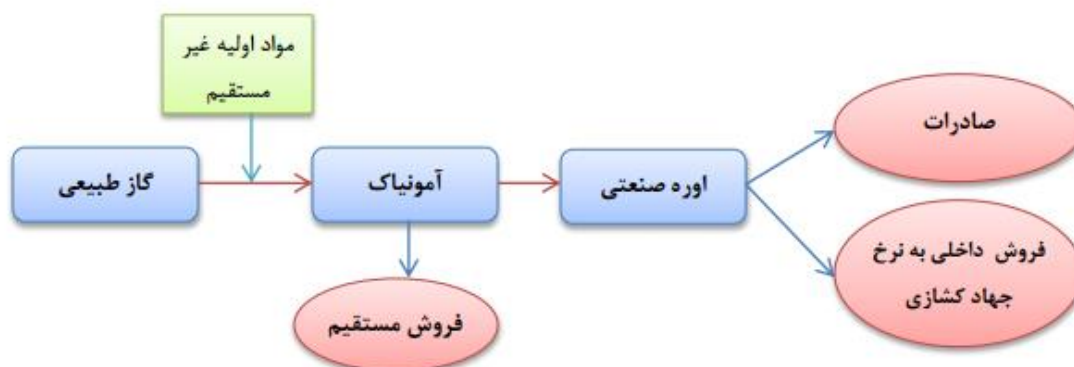 مواد اولیه غیر
مستقیم
صادرات
گاز طبیعی
آمونیاک
اوره صنعتی
فروش داخلی به نرخ
جهاد کشازی
فروش مستقیم